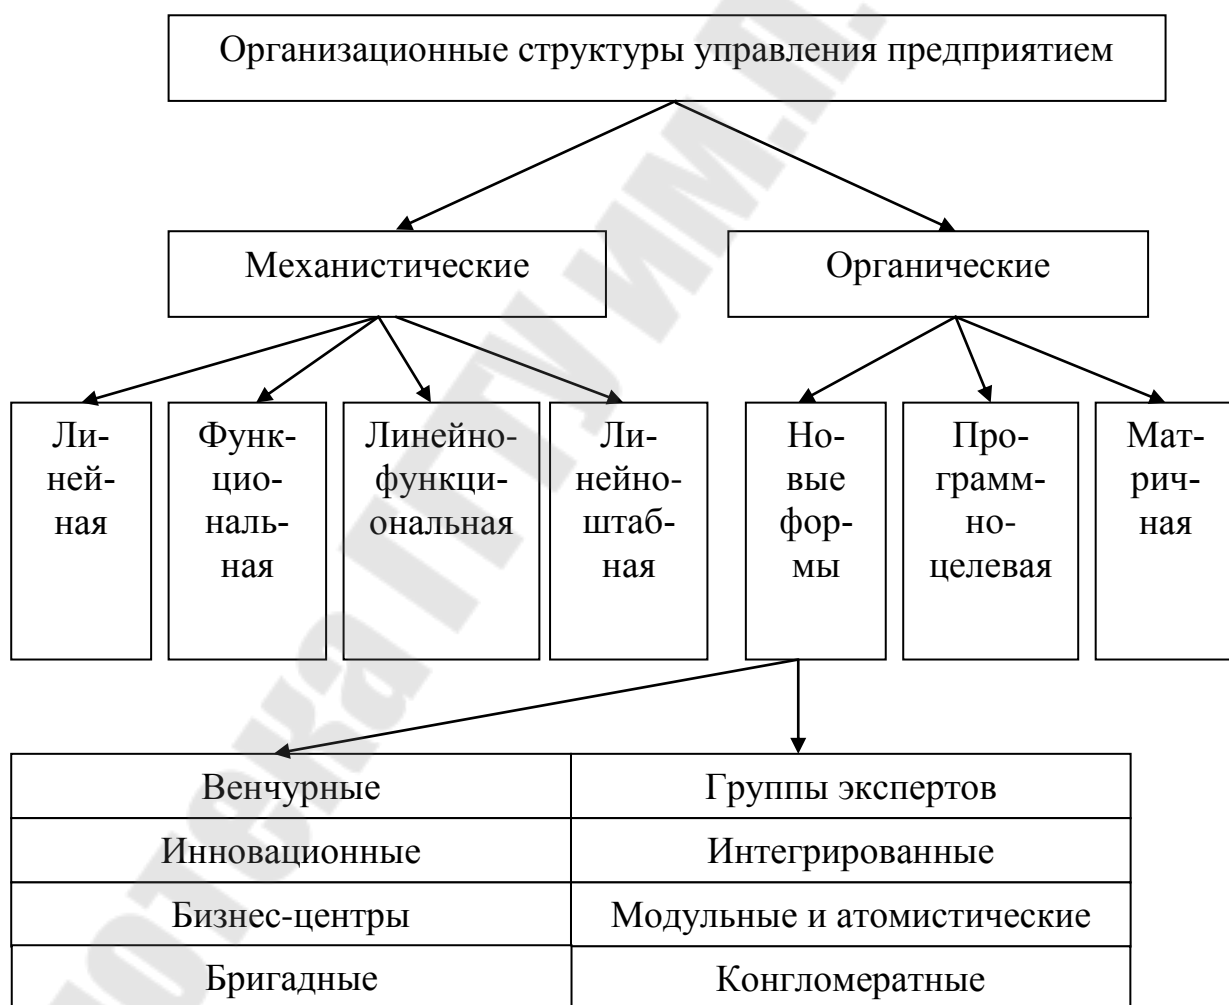 Организационные структуры управления предприятием
Механистические
Органические
Ли-
ней-
ная
Функ-
цио-
наль-
ная
Линейно-
функци-
ональная
Ли-
нейно-
штаб-
ная
Но-
вые
фор-
мы
Про-
грамм-
но-
целевая
Мат-
рич-
ная
Венчурные
Группы экспертов
Инновационные
Интегрированные
Бизнес-центры
Модульные и атомистические
Бригадные
Конгломератные